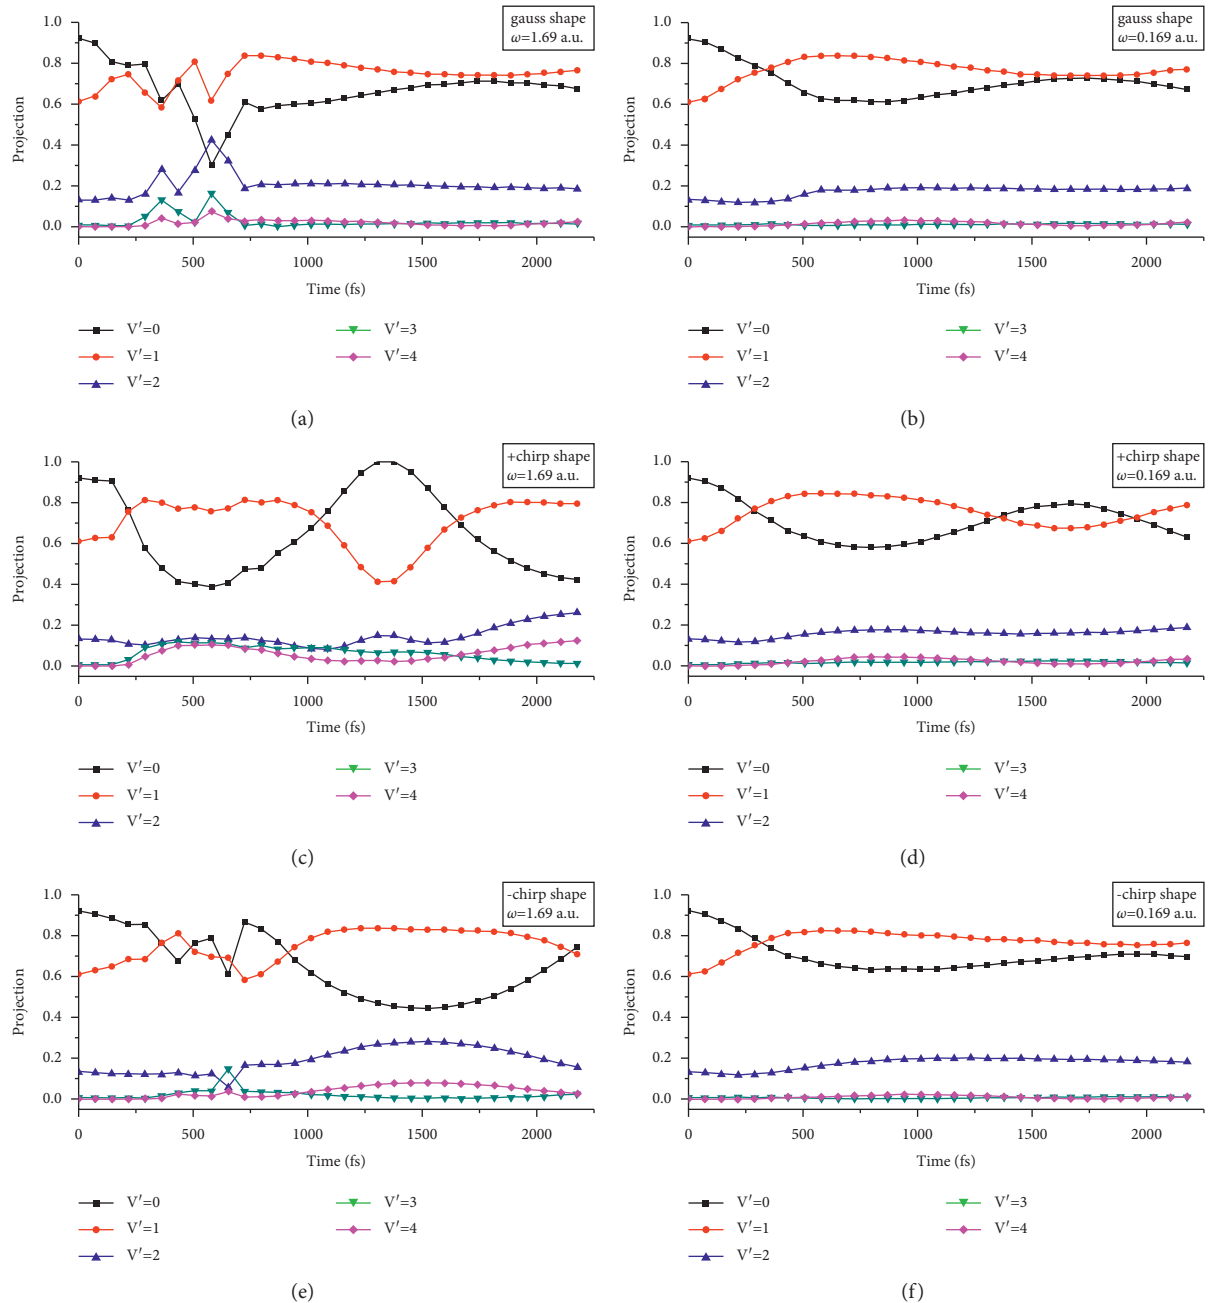 gauss shape
ω=1.69 a.u.
1.0
0.8
0.6
0.4
0.2
0.0
Projection
0 500 1000 1500 2000
Time (fs)
V′=0
V′=1
V′=2
V′=3
V′=4
(a)
gauss shape
ω=0.169 a.u.
1.0
0.8
0.6
0.4
0.2
0.0
Projection
0 500 1000 1500 2000
Time (fs)
V′=0
V′=1
V′=2
V′=3
V′=4
(b)
+chirp shape
ω=1.69 a.u.
1.0
0.8
0.6
0.4
0.2
0.0
Projection
0 500 1000 1500 2000
Time (fs)
V′=0
V′=1
V′=2
V′=3
V′=4
(c)
+chirp shape
ω=0.169 a.u.
1.0
0.8
0.6
0.4
0.2
0.0
Projection
0 500 1000 1500 2000
Time (fs)
V′=0
V′=1
V′=2
V′=3
V′=4
(d)
-chirp shape
ω=1.69 a.u.
1.0
0.8
0.6
0.4
0.2
0.0
Projection
0 500 1000 1500 2000
Time (fs)
V′=0
V′=1
V′=2
V′=3
V′=4
(e)
-chirp shape
ω=0.169 a.u.
1.0
0.8
0.6
0.4
0.2
0.0
Projection
0 500 1000 1500 2000
Time (fs)
V′=0
V′=1
V′=2
V′=3
V′=4
(f)